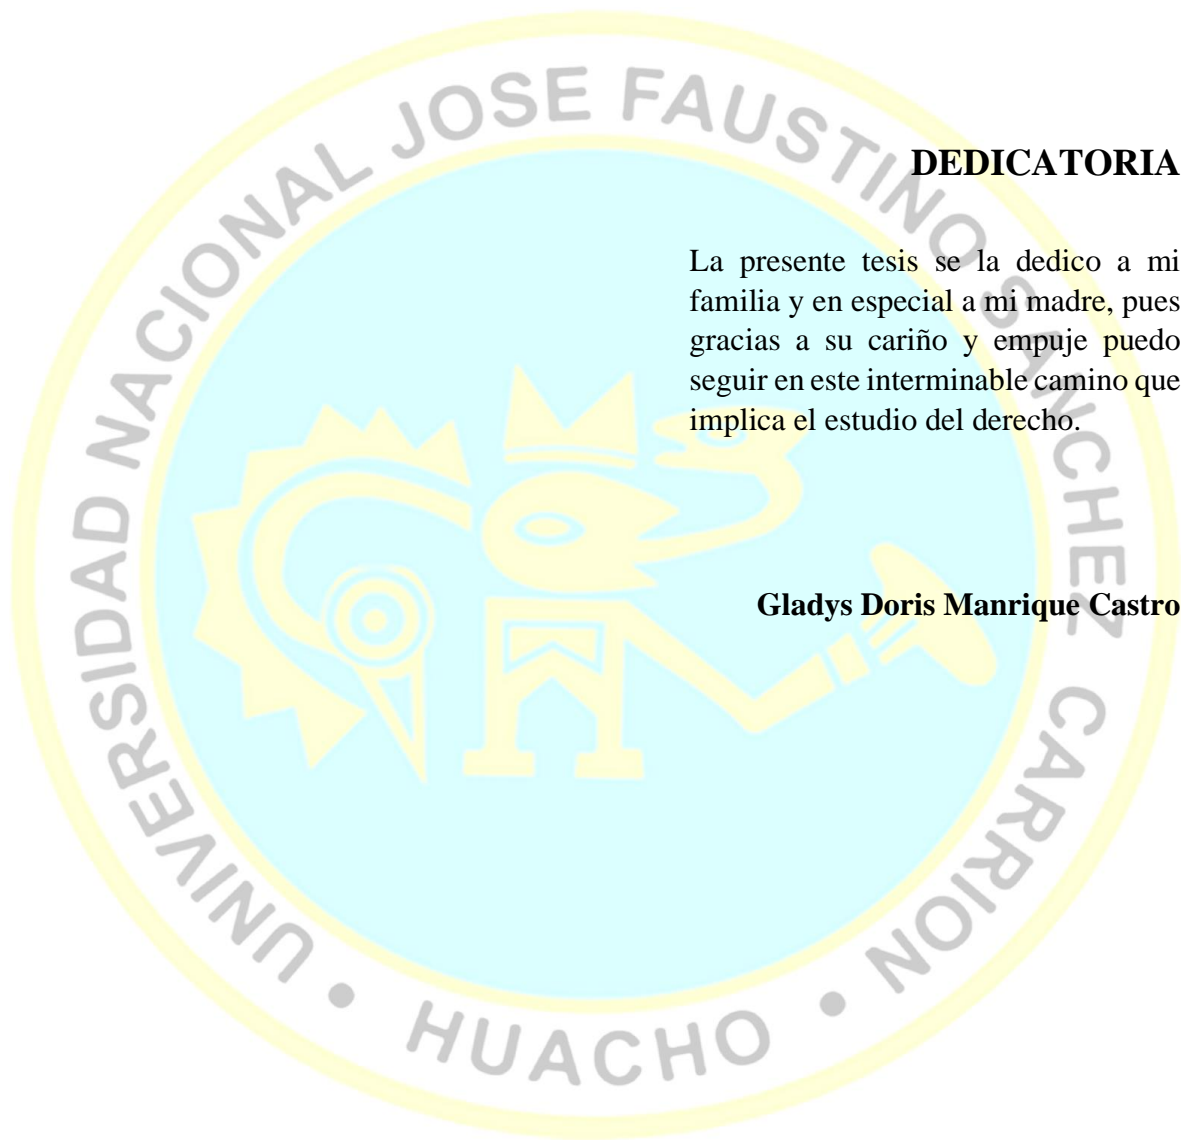 UNIVERSIDAD NACIONAL JOSE FAUSTINO SANCHEZ CARRION • HUACHO •
DEDICATORIA
La presente tesis se la dedico a mi
familia y en especial a mi madre, pues
gracias a su cariño y empuje puedo
seguir en este interminable camino que
implica el estudio del derecho.
Gladys Doris Manrique Castro